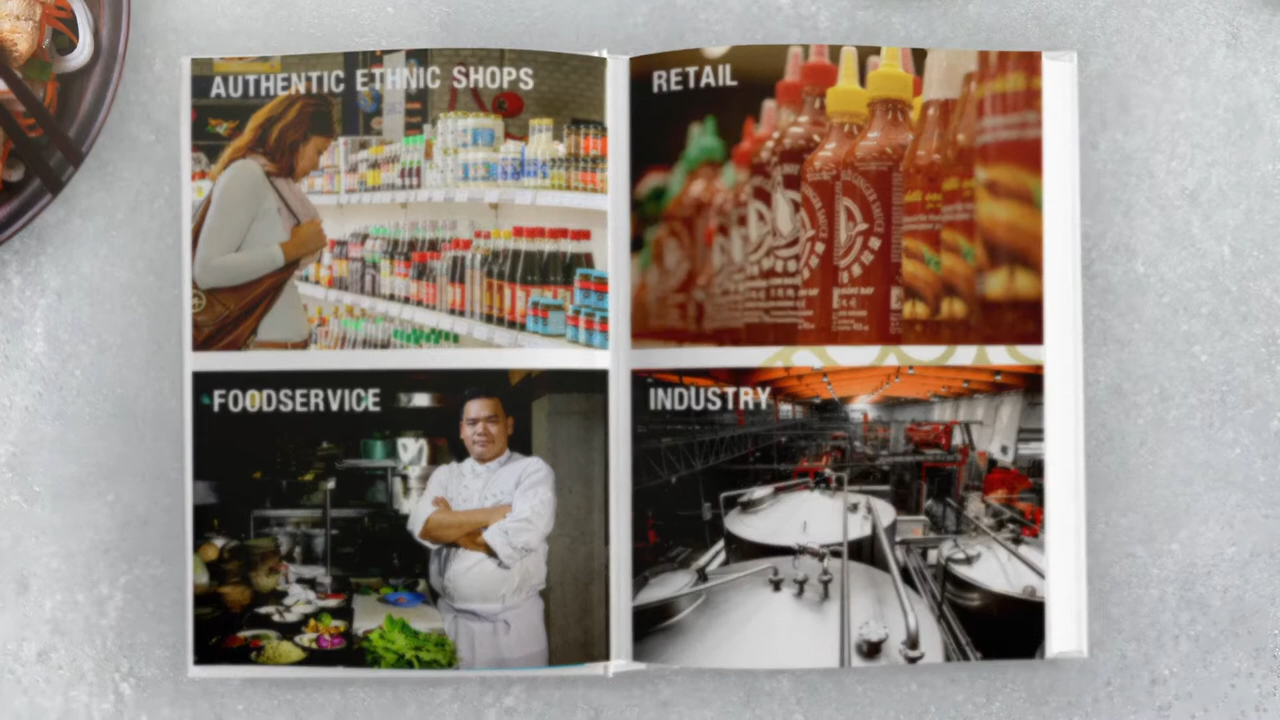 AUTHENTIC ETHNIC SHOPS
RETAIL
FOODSERVICE
INDUSTRY